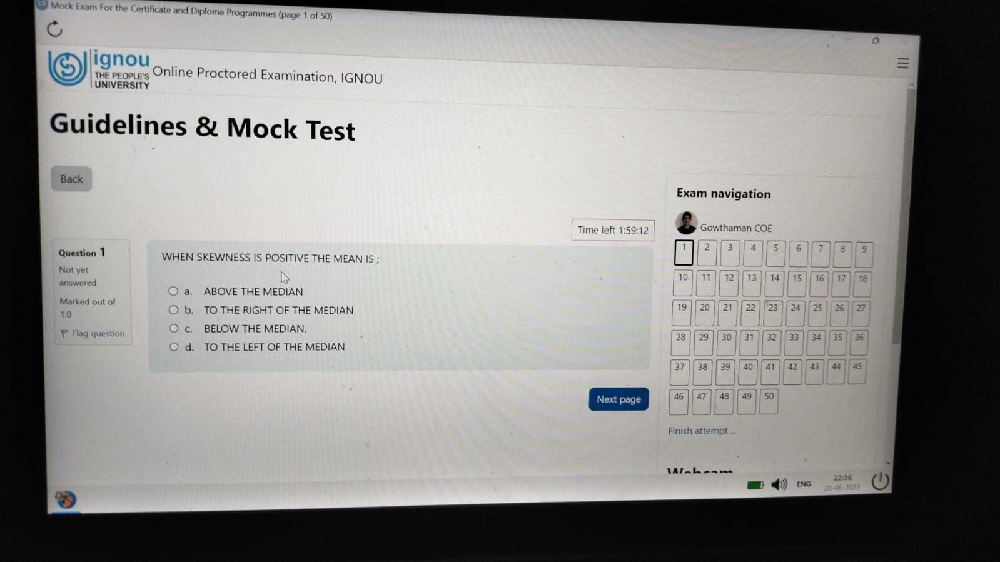 Mock Exam For the Certificate and Diploma Programmes (page 1 of 50)
ignou
THE PEOPLE'S
UNIVERSITY
Online Proctored Examination, IGNOU
Guidelines & Mock Test
Back
Time left 1:59:12
Question 1
Not yet
answered
Marked out of
1.0
Flag question
WHEN SKEWNESS IS POSITIVE THE MEAN IS ;
a. ABOVE THE MEDIAN
b. TO THE RIGHT OF THE MEDIAN
c. BELOW THE MEDIAN.
d. TO THE LEFT OF THE MEDIAN
Next page
Exam navigation
Gowthaman COE
1 2 3 4 5 6 7 8 9
10 11 12 13 14 15 16 17 18
19 20 21 22 23 24 25 26 27
28 29 30 31 32 33 34 35 36
37 38 39 40 41 42 43 44 45
46 47 48 49 50
Finish attempt ...
Webcam
ENG
22:36
20-06-2023